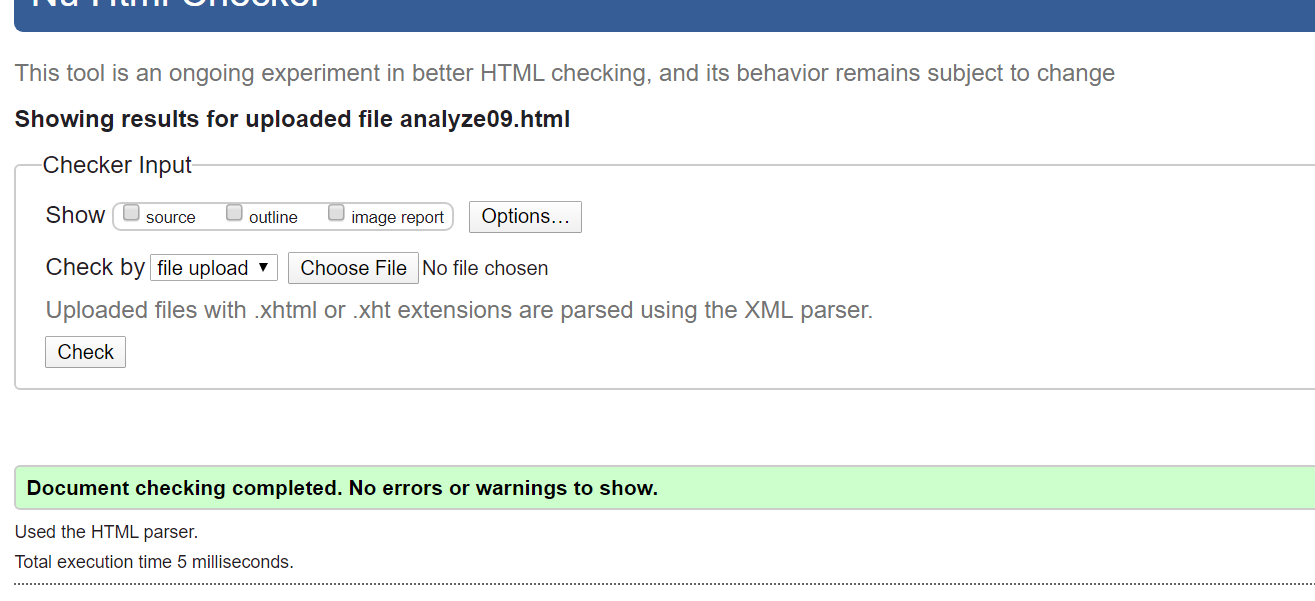 Nu Html Checker
This tool is an ongoing experiment in better HTML checking, and its behavior remains subject to change
Showing results for uploaded file analyze09.html
Checker Input
Show source outline image report Options...
Check by file upload ▼ Choose File No file chosen
Uploaded files with .xhtml or .xht extensions are parsed using the XML parser.
Check
Document checking completed. No errors or warnings to show.
Used the HTML parser.
Total execution time 5 milliseconds.